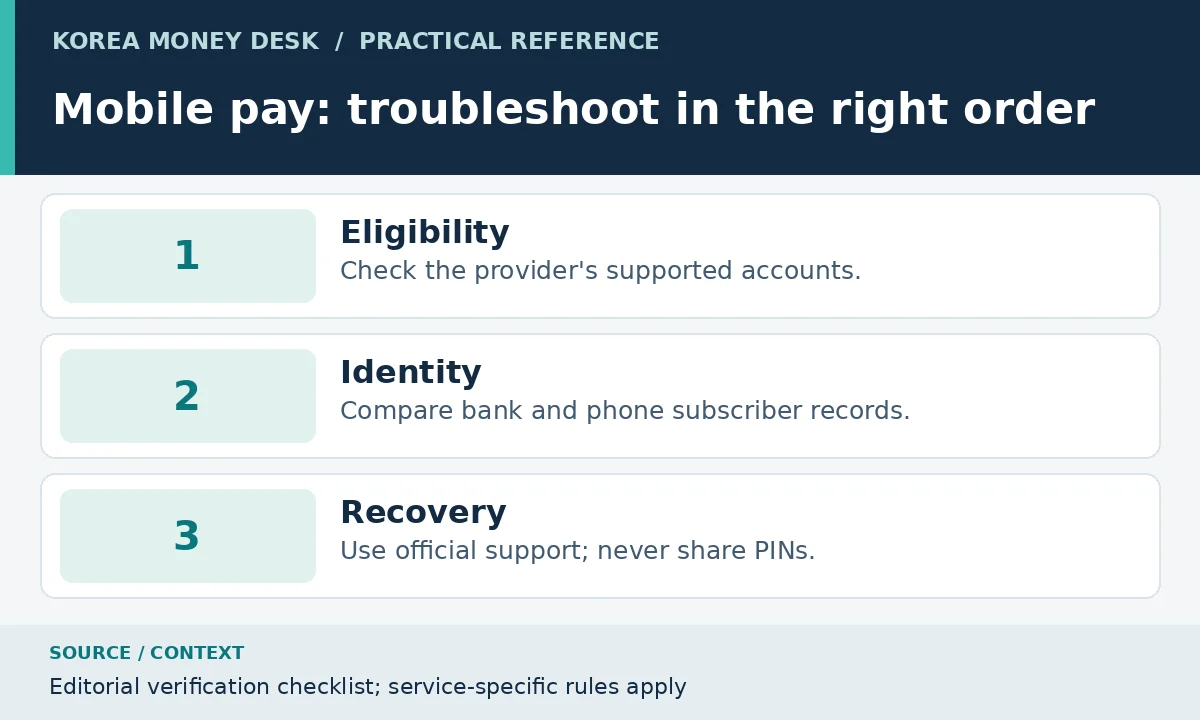 KOREA MONEY DESK / PRACTICAL REFERENCE
Mobile pay: troubleshoot in the right order
1
Eligibility
Check the provider's supported accounts.
2
Identity
Compare bank and phone subscriber records.
3
Recovery
Use official support; never share PINs.
SOURCE / CONTEXT
Editorial verification checklist; service-specific rules apply